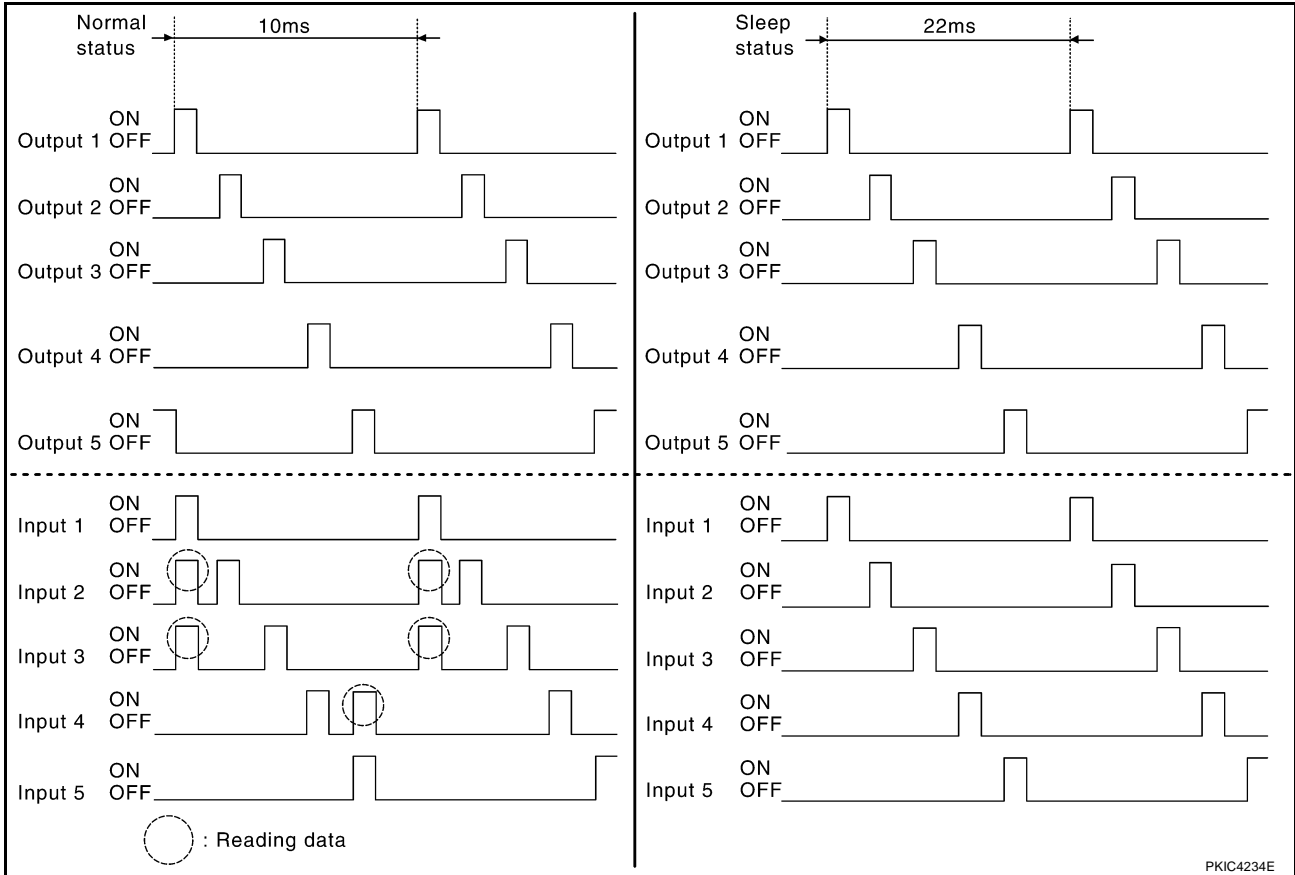 Normal
status
10ms
ON
Output 1 OFF
ON
Output 2 OFF
ON
Output 3 OFF
ON
Output 4 OFF
ON
Output 5 OFF
ON
Input 1 OFF
ON
Input 2 OFF
ON
Input 3 OFF
ON
Input 4 OFF
ON
Input 5 OFF
: Reading data
Sleep
status
22ms
ON
Output 1 OFF
ON
Output 2 OFF
ON
Output 3 OFF
ON
Output 4 OFF
ON
Output 5 OFF
ON
Input 1 OFF
ON
Input 2 OFF
ON
Input 3 OFF
ON
Input 4 OFF
ON
Input 5 OFF
PKIC4234E